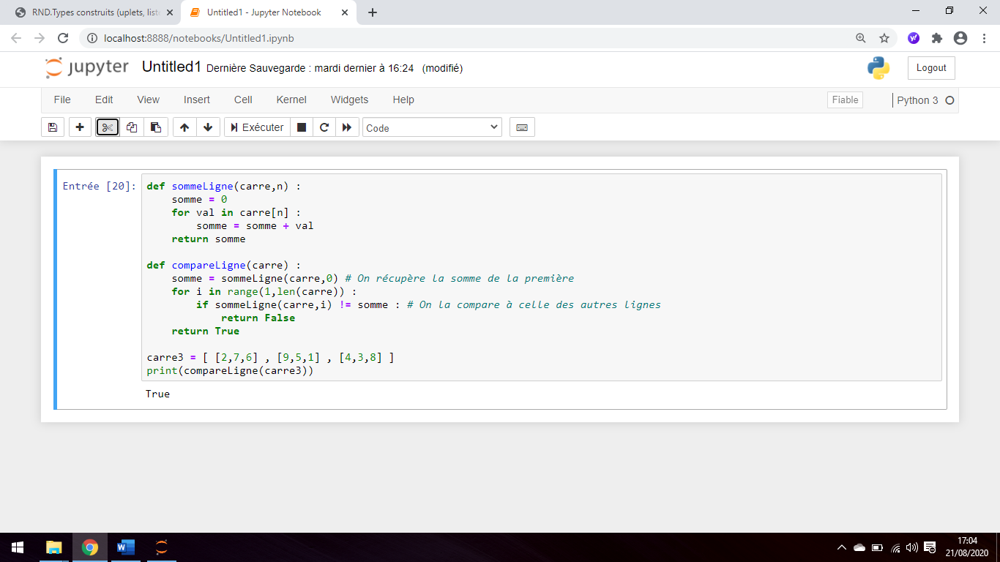 RND.Types construits (uplets, list
Untitled1 - Jupyter Notebook
localhost:8888/notebooks/Untitled1.ipynb
jupyter Untitled1 Dernière Sauvegarde : mardi dernier à 16:24 (modifié)
Logout
File Edit View Insert Cell Kernel Widgets Help
Fiable
Python 3
Exécuter
Code
Entrée [20]:
def sommeLigne(carre,n) :
    somme = 0
    for val in carre[n] :
        somme = somme + val
    return somme
def compareLigne(carre) :
    somme = sommeLigne(carre,0) # On récupère la somme de la première
    for i in range(1,len(carre)) :
        if sommeLigne(carre,i) != somme : # On la compare à celle des autres lignes
            return False
    return True
carre3 = [ [2,7,6] , [9,5,1] , [4,3,8] ]
print(compareLigne(carre3))
True
17:04
21/08/2020